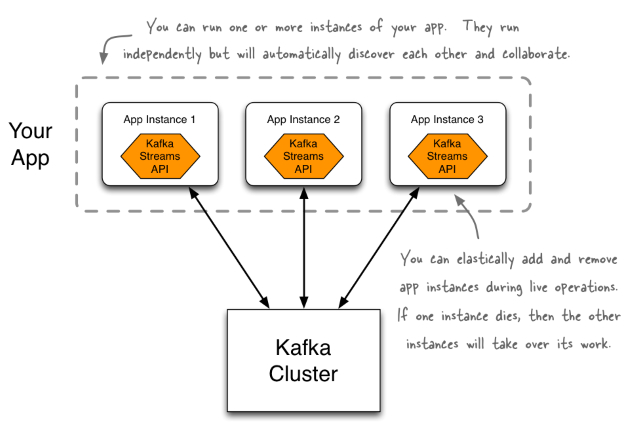 You can run one or more instances of your app. They run
independently but will automatically discover each other and collaborate.
Your
App
App Instance 1
Kafka
Streams
API
App Instance 2
Kafka
Streams
API
App Instance 3
Kafka
Streams
API
You can elastically add and remove
app instances during live operations.
If one instance dies, then the other
instances will take over its work.
Kafka
Cluster